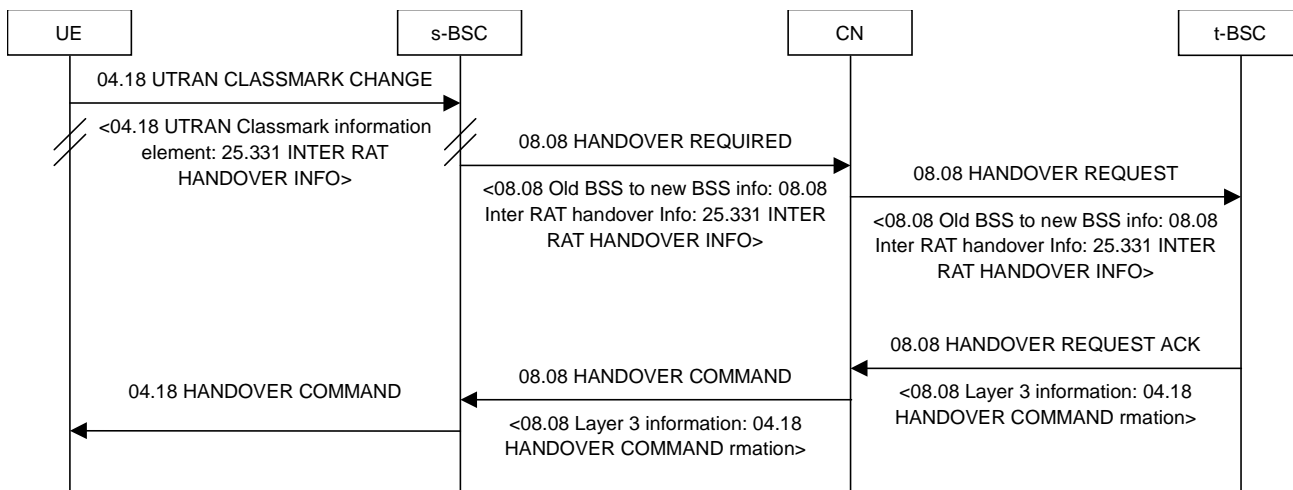 UE
s-BSC
CN
t-BSC
04.18 UTRAN CLASSMARK CHANGE
<04.18 UTRAN Classmark information
element: 25.331 INTER RAT
HANDOVER INFO>
08.08 HANDOVER REQUIRED
<08.08 Old BSS to new BSS info: 08.08
Inter RAT handover Info: 25.331 INTER
RAT HANDOVER INFO>
08.08 HANDOVER REQUEST
<08.08 Old BSS to new BSS info: 08.08
Inter RAT handover Info: 25.331 INTER
RAT HANDOVER INFO>
08.08 HANDOVER REQUEST ACK
<08.08 Layer 3 information: 04.18
HANDOVER COMMAND rmation>
08.08 HANDOVER COMMAND
<08.08 Layer 3 information: 04.18
HANDOVER COMMAND rmation>
04.18 HANDOVER COMMAND